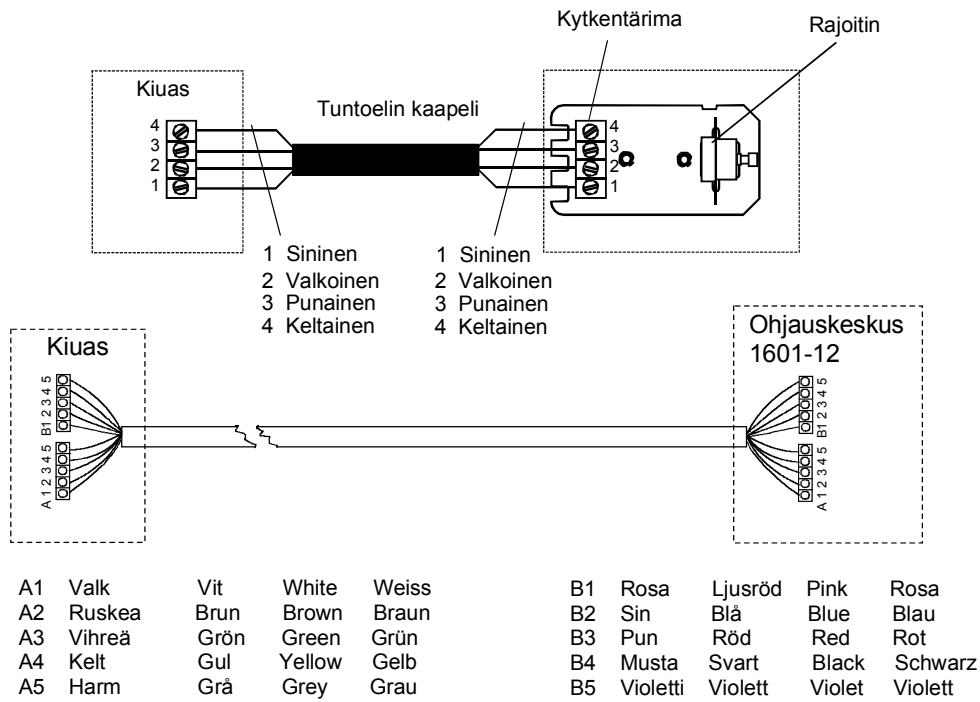 Kytkentärima
Rajoitin
Kiuas
Tuntoelin kaapeli
4
3
2
1
4
3
2
1
1 Sininen
2 Valkoinen
3 Punainen
4 Keltainen
1 Sininen
2 Valkoinen
3 Punainen
4 Keltainen
Kiuas
Ohjauskeskus
1601-12
B1 2 3 4 5
A 1 2 3 4 5
B1 2 3 4 5
A 1 2 3 4 5
A1 Valk Vit White Weiss
A2 Ruskea Brun Brown Braun
A3 Vihreä Grön Green Grün
A4 Kelt Gul Yellow Gelb
A5 Harm Grå Grey Grau
B1 Rosa Ljusröd Pink Rosa
B2 Sin Blå Blue Blau
B3 Pun Röd Red Rot
B4 Musta Svart Black Schwarz
B5 Violetti Violett Violet Violett